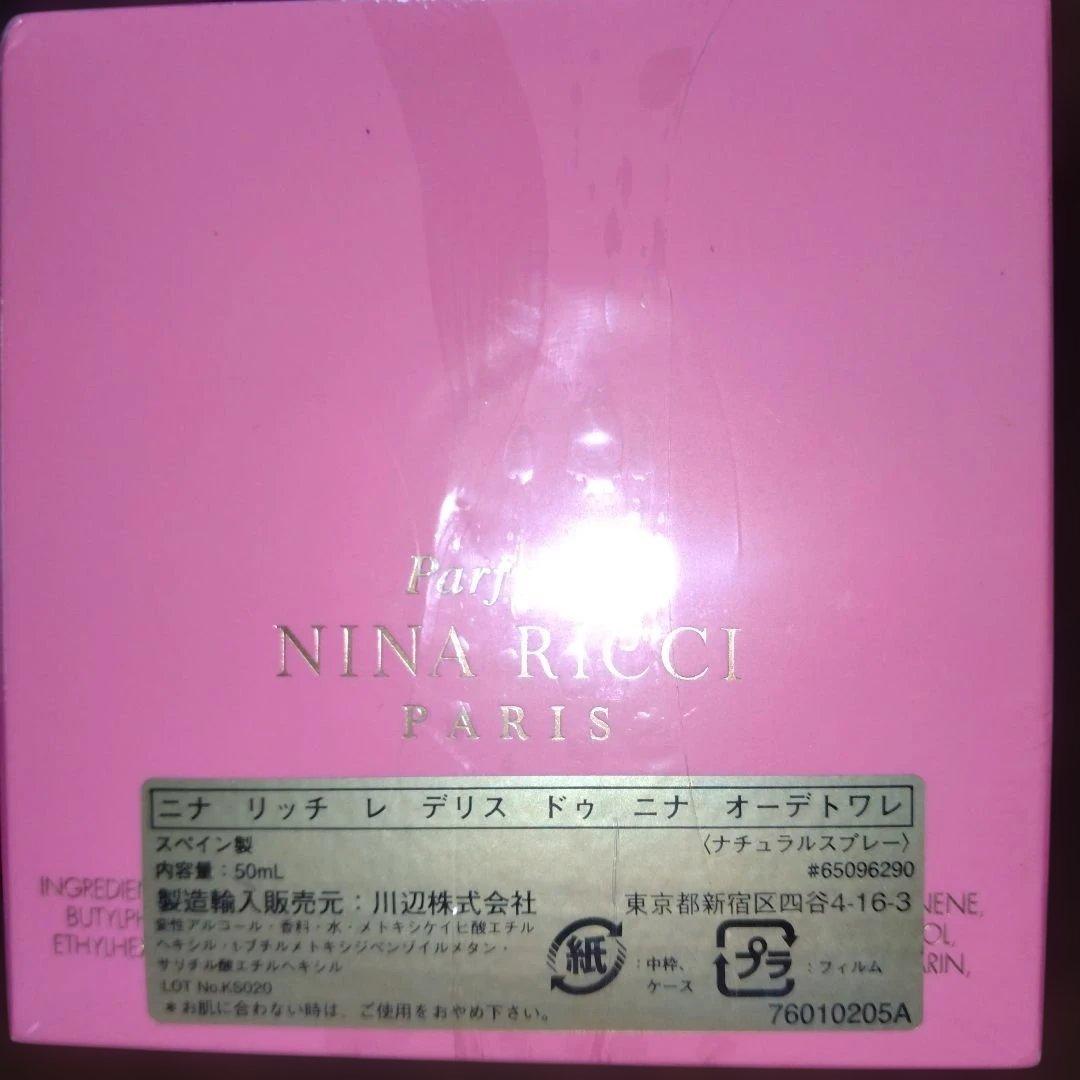 NINA RICCI
PARIS
ニナ リッチ レ デリス ドゥ ニナ オーデトワレ
スペイン製 〈ナチュラルスプレー〉
内容量：50mL #65096290
製造輸入販売元：川辺株式会社 東京都新宿区四谷4-16-3
変性アルコール・香料・水・メトキシケイヒ酸エチル
ヘキシル・t-ブチルメトキシジベンゾイルメタン・
サリチル酸エチルヘキシル
LOT No.KS020
＊お肌に合わない時は、ご使用をおやめ下さい。
紙 ：中枠、
ケース
プラ ：フィルム
76010205A